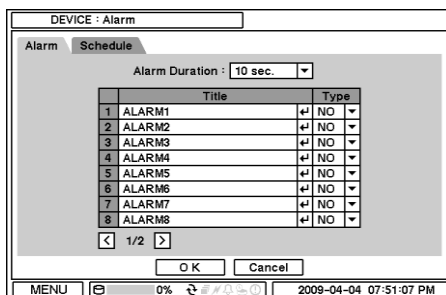 DEVICE : Alarm
Alarm Schedule
Alarm Duration : 10 sec.
Title Type
1 ALARM1 NO
2 ALARM2 NO
3 ALARM3 NO
4 ALARM4 NO
5 ALARM5 NO
6 ALARM6 NO
7 ALARM7 NO
8 ALARM8 NO
< 1/2 >
OK Cancel
MENU 0% 2009-04-04 07:51:07 PM